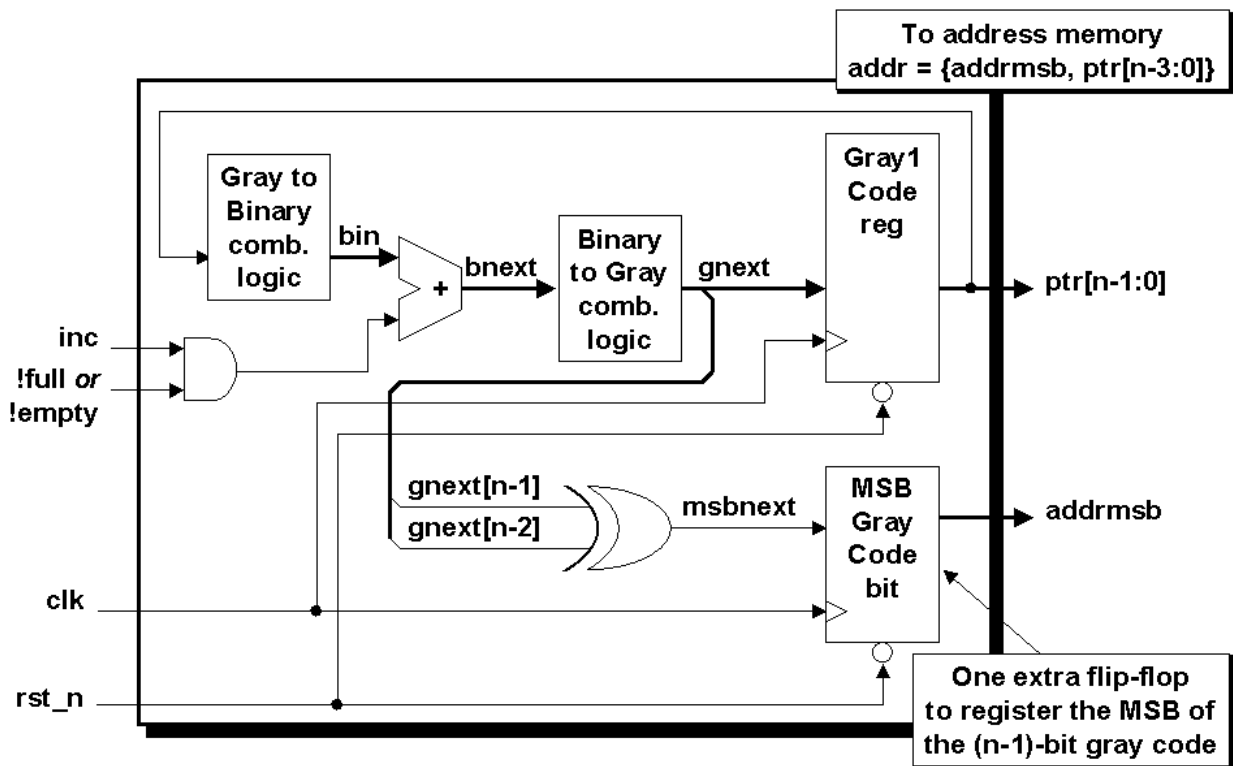 To address memory
addr = {addrmsb, ptr[n-3:0]}
Gray to
Binary
comb.
logic
bin
+
bnext
Binary
to Gray
comb.
logic
gnext
Gray1
Code
reg
ptr[n-1:0]
inc
!full or
!empty
gnext[n-1]
gnext[n-2]
msbnext
MSB
Gray
Code
bit
addrmsb
clk
rst_n
One extra flip-flop
to register the MSB of
the (n-1)-bit gray code